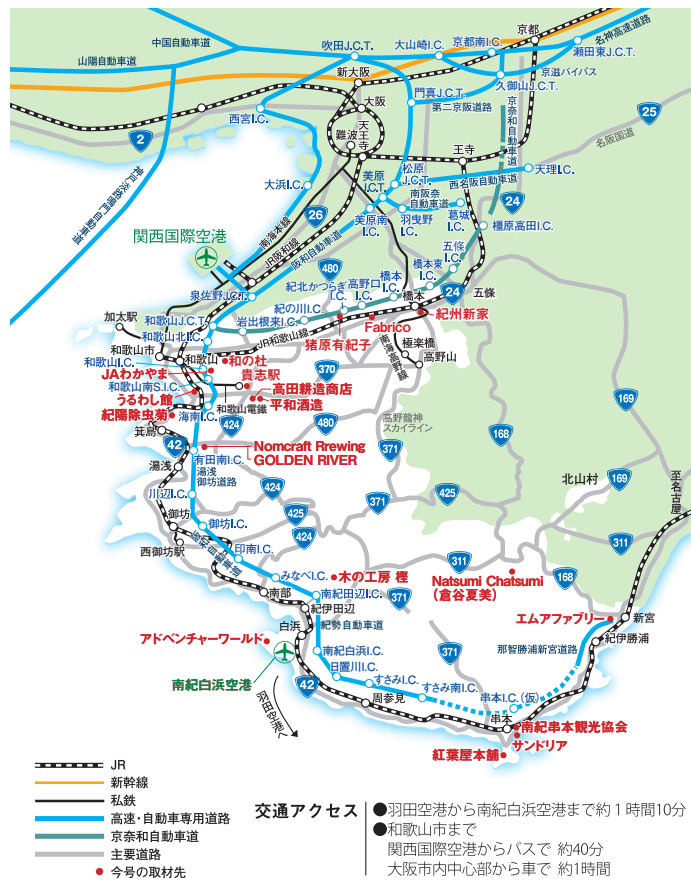 京都
名神高速道路
中国自動車道
吹田J.C.T.
大山崎I.C.
京都南I.C.
瀬田東J.C.T.
山陽自動車道
新大阪
京滋バイパス
久御山J.C.T.
門真J.C.T.
第二京阪道路
大阪
西宮I.C.
京奈和自動車道
25
2
天王寺
難波
名阪国道
王寺
松原
J.C.T.
美原
J.C.T.
西名阪自動車道
天理I.C.
大浜I.C.
南阪奈
自動車道
24
神戸淡路鳴門自動車道
26
美原南
I.C.
羽曳野
I.C.
葛城
I.C.
橿原高田I.C.
関西国際空港
南海本線
JR阪和線
阪和自動車道
480
五條
I.C.
橋本東
I.C.
橋本
I.C.
高野口
I.C.
紀北かつらぎ
I.C.
泉佐野J.C.T.
24
五條
紀の川I.C.
橋本
紀州新家
加太駅
和歌山J.C.T.
岩出根来I.C.
Fabrico
和歌山北I.C.
JR和歌山線
猪原有紀子
極楽橋
和歌山市
和歌山
和の杜
南海高野線
高野山
和歌山I.C.
JAわかやま
貴志駅
370
和歌山南S.I.C.
高田耕造商店
うるわし館
平和酒造
169
紀陽除虫菊
海南I.C.
和歌山電鐵
424
480
高野龍神
スカイライン
箕島
42
371
168
Nomcraft Rrewing
GOLDEN RIVER
有田南I.C.
湯浅
湯浅
御坊道路
北山村
169
至名古屋
424
371
425
川辺I.C.
425
御坊
御坊I.C.
424
311
西御坊駅
印南I.C.
阪和自動車道
311
みなべI.C.
木の工房 樫
Natsumi Chatsumi
(倉谷夏美)
168
南部
南紀田辺I.C.
371
エムアファブリー
新宮
紀伊田辺
白浜
紀勢自動車道
紀伊勝浦
アドベンチャーワールド
371
那智勝浦新宮道路
南紀白浜I.C.
日置川I.C.
南紀白浜空港
42
すさみI.C.
すさみ南I.C.
串本I.C.(仮)
羽田空港へ
周参見
串本
南紀串本観光協会
サンドリア
紅葉屋本舗
JR
新幹線
私鉄
高速・自動車専用道路
京奈和自動車道
主要道路
今号の取材先
交通アクセス
●羽田空港から南紀白浜空港まで約1時間10分
●和歌山市まで
関西国際空港からバスで 約40分
大阪市内中心部から車で 約1時間